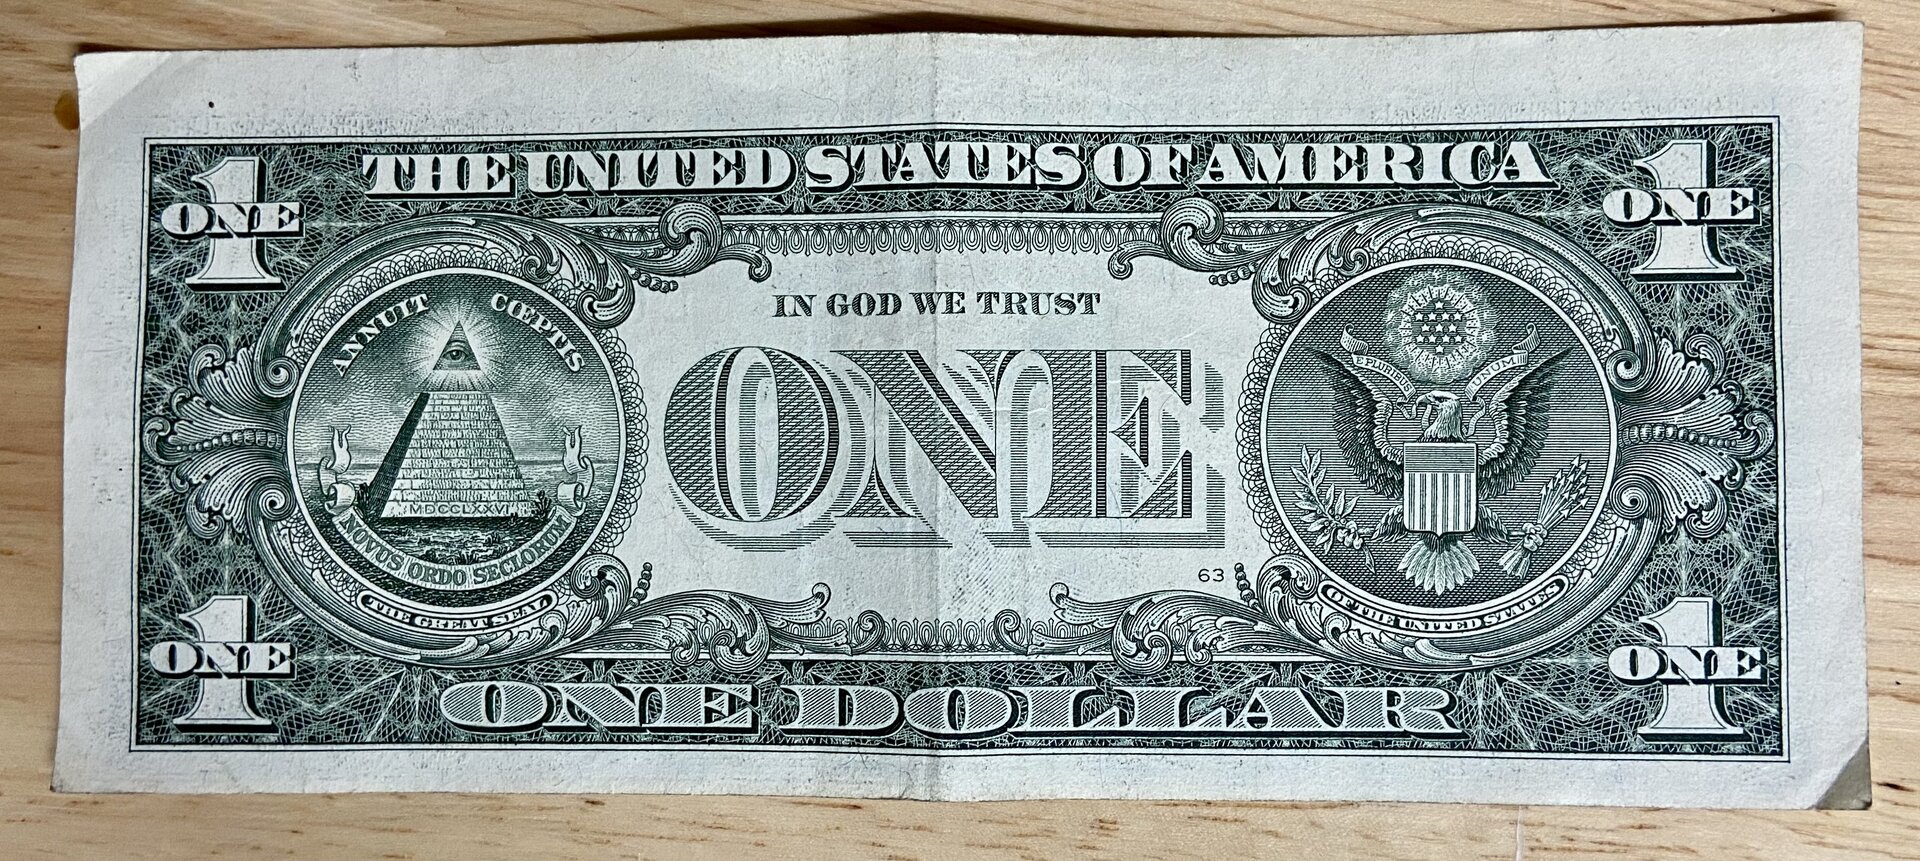 THE UNITED STATES OF AMERICA
1
ONE
1
ONE
ANNUIT CŒPTIS
IN GOD WE TRUST
E PLURIBUS UNUM
ONE
MDCCLXXVI
NOVUS ORDO SECLORUM
63
THE GREAT SEAL
OF THE UNITED STATES
1
ONE
1
ONE
ONE DOLLAR